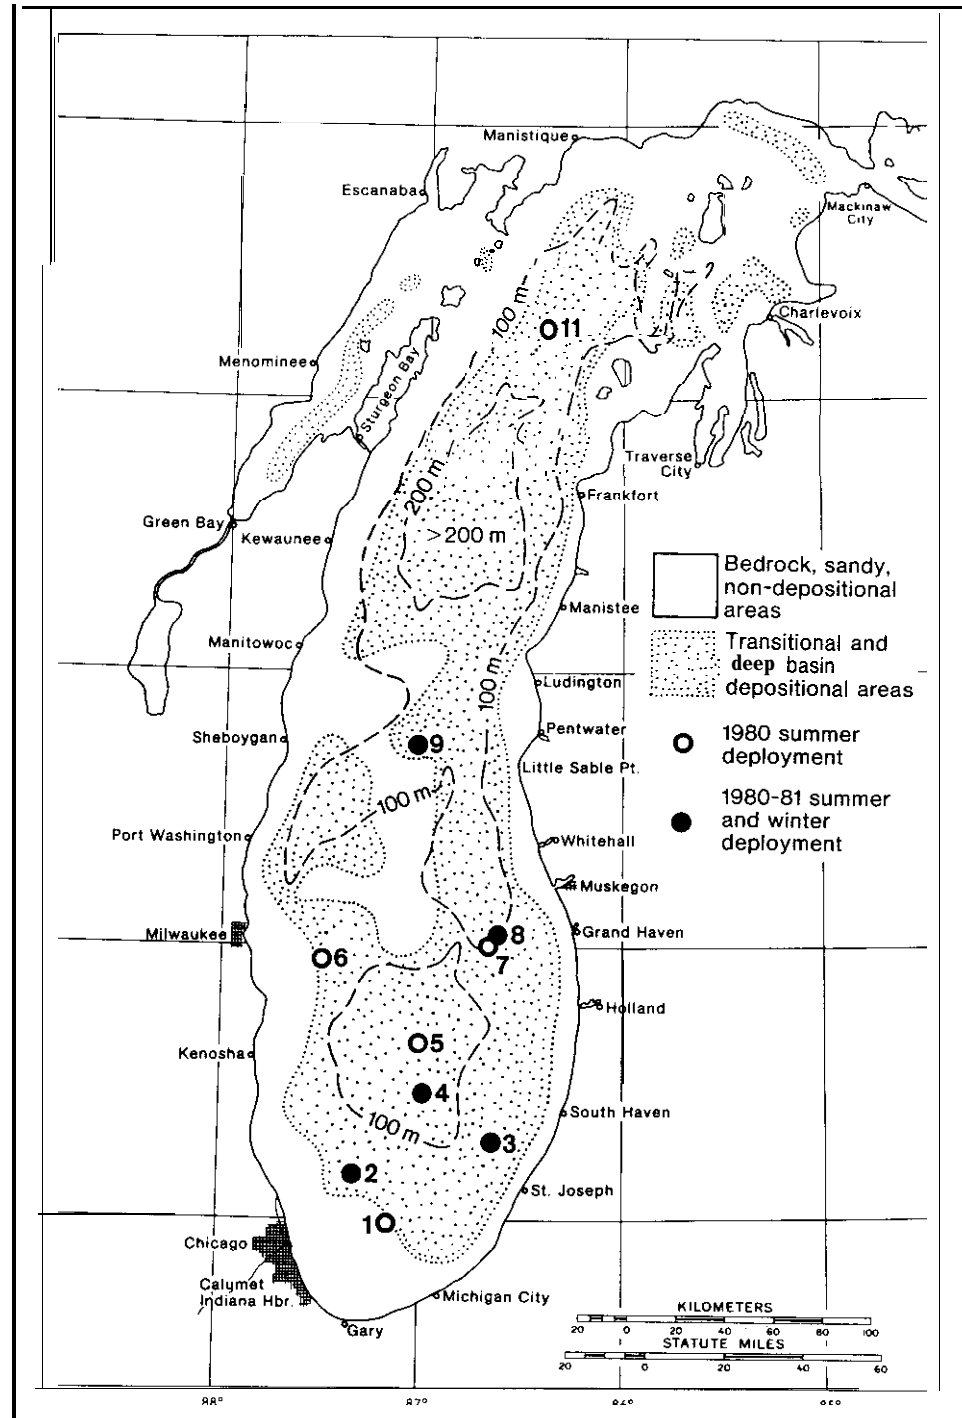 Manistique
Escanaba
Mackinaw
City
100 m
11
Charlevoix
Menominee
Sturgeon Bay
Traverse
City
200 m
Frankfort
Green Bay
Kewaunee
>200 m
Bedrock, sandy,
non-depositional
areas
Manistee
Manitowoc
Transitional and
deep basin
depositional areas
100 m
Ludington
Sheboygan
9
Pentwater
1980 summer
deployment
Little Sable Pt.
100 m
1980-81 summer
and winter
deployment
Port Washington
Whitehall
Muskegon
Milwaukee
8
Grand Haven
6
7
Holland
Kenosha
5
4
South Haven
100 m
3
2
St. Joseph
1
Chicago
Calumet
Indiana Hbr.
Michigan City
Gary
KILOMETERS
20 0 20 40 60 80 100
STATUTE MILES
20 0 20 40 60
88° 87° 86° 85°